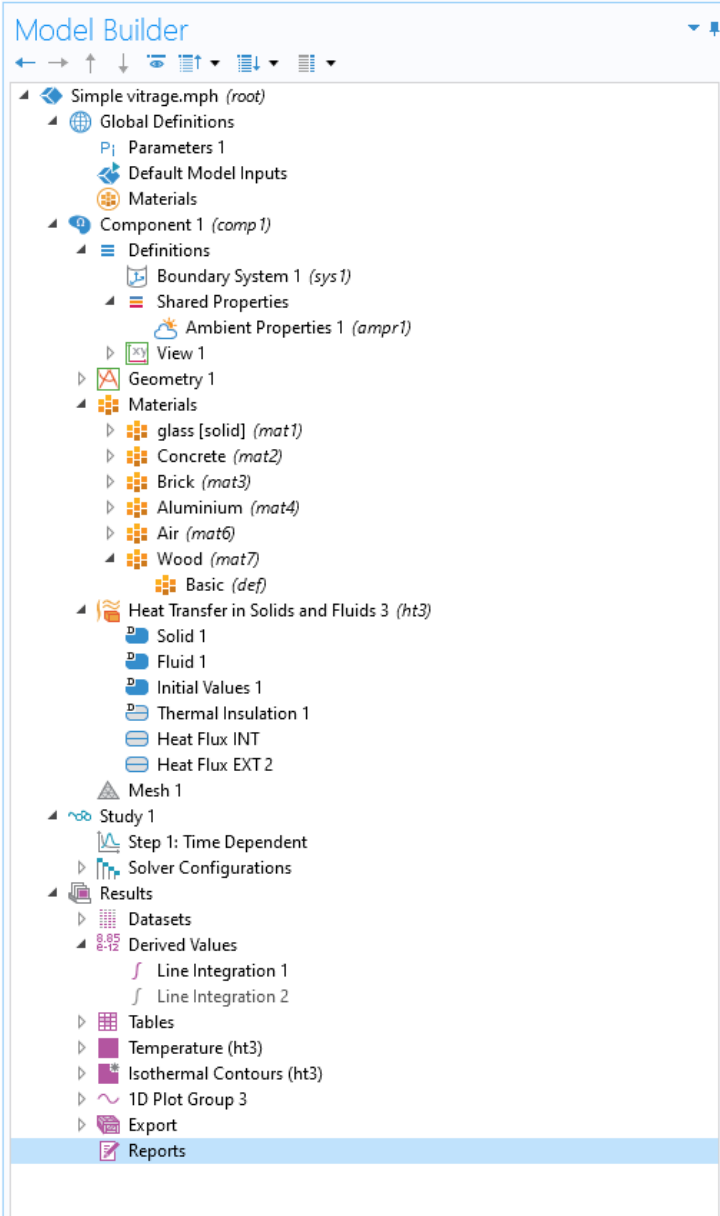 Model Builder
Simple vitrage.mph (root)
Global Definitions
Pi Parameters 1
Default Model Inputs
Materials
Component 1 (comp1)
Definitions
Boundary System 1 (sys1)
Shared Properties
Ambient Properties 1 (ampr1)
xy View 1
Geometry 1
Materials
glass [solid] (mat1)
Concrete (mat2)
Brick (mat3)
Aluminium (mat4)
Air (mat6)
Wood (mat7)
Basic (def)
Heat Transfer in Solids and Fluids 3 (ht3)
D Solid 1
D Fluid 1
D Initial Values 1
D Thermal Insulation 1
Heat Flux INT
Heat Flux EXT 2
Mesh 1
Study 1
Step 1: Time Dependent
Solver Configurations
Results
Datasets
8.85 e-12 Derived Values
∫ Line Integration 1
∫ Line Integration 2
Tables
Temperature (ht3)
Isothermal Contours (ht3)
1D Plot Group 3
Export
Reports